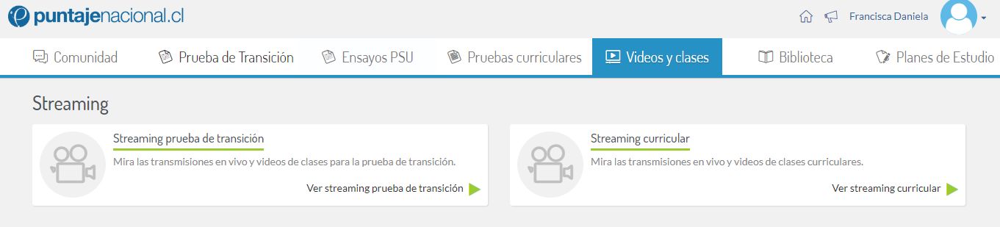 puntajenacional.cl
Francisca Daniela
Comunidad
Prueba de Transición
Ensayos PSU
Pruebas curriculares
Videos y clases
Biblioteca
Planes de Estudio
Streaming
Streaming prueba de transición
Mira las transmisiones en vivo y videos de clases para la prueba de transición.
Ver streaming prueba de transición
Streaming curricular
Mira las transmisiones en vivo y videos de clases curriculares.
Ver streaming curricular